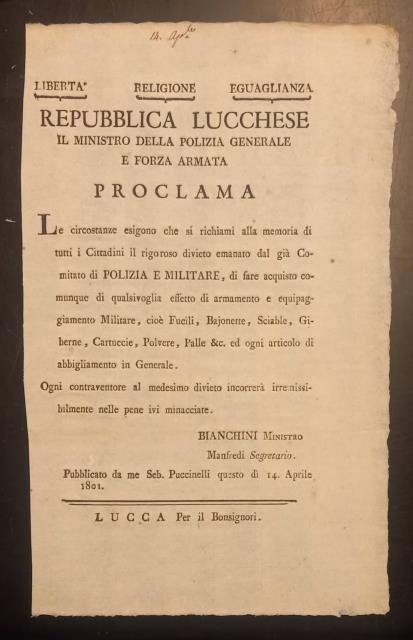 14. Aprile
LIBERTA' RELIGIONE EGUAGLIANZA
REPUBBLICA LUCCHESE
IL MINISTRO DELLA POLIZIA GENERALE
E FORZA ARMATA
PROCLAMA
Le circostanze esigono che si richiami alla memoria di
tutti i Cittadini il rigoroso divieto emanato dal già Co-
mitato di POLIZIA E MILITARE, di fare acquisto co-
munque di qualsivoglia effetto di armamento e equipag-
giamento Militare, cioè Fucili, Bajonette, Sciable, Gi-
berne, Cartuccie, Polvere, Palle &c. ed ogni articolo di
abbigliamento in Generale.
Ogni contraventore al medesimo divieto incorrerà irremissi-
bilmente nelle pene ivi minacciate.
BIANCHINI MINISTRO
Manfredi Segretario.
Pubblicato da me Seb. Puccinelli questo dì 14. Aprile
1801.
LUCCA Per il Bonsignori.